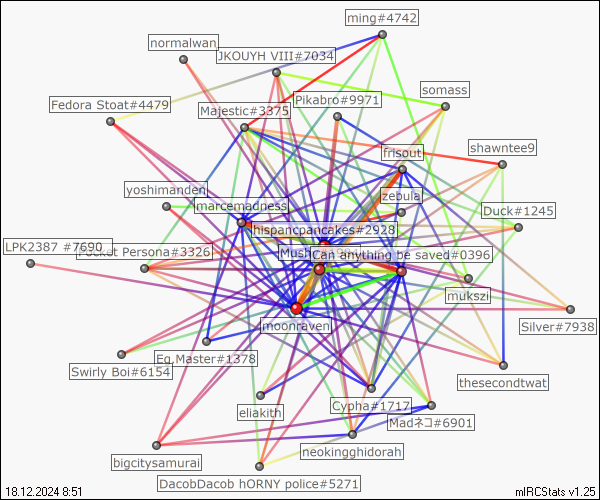 ming#4742
normalwan
JKOUYH VIII#7034
somass
Pikabro#9971
Fedora Stoat#4479
Majestic#3375
shawntee9
frisout
yoshimanden
zebula
marcemadness
Duck#1245
hispancpancakes#2928
LPK2387 #7690
Pocket Persona#3326
Can anything be saved#0396
mukszi
moonraven
Silver#7938
Eg.Master#1378
Swirly Boi#6154
thesecondtwat
eliakith
Cypha#1717
Madネコ#6901
neokingghidorah
bigcitysamurai
DacobDacob hORNY police#5271
18.12.2024 8:51
mIRCStats v1.25